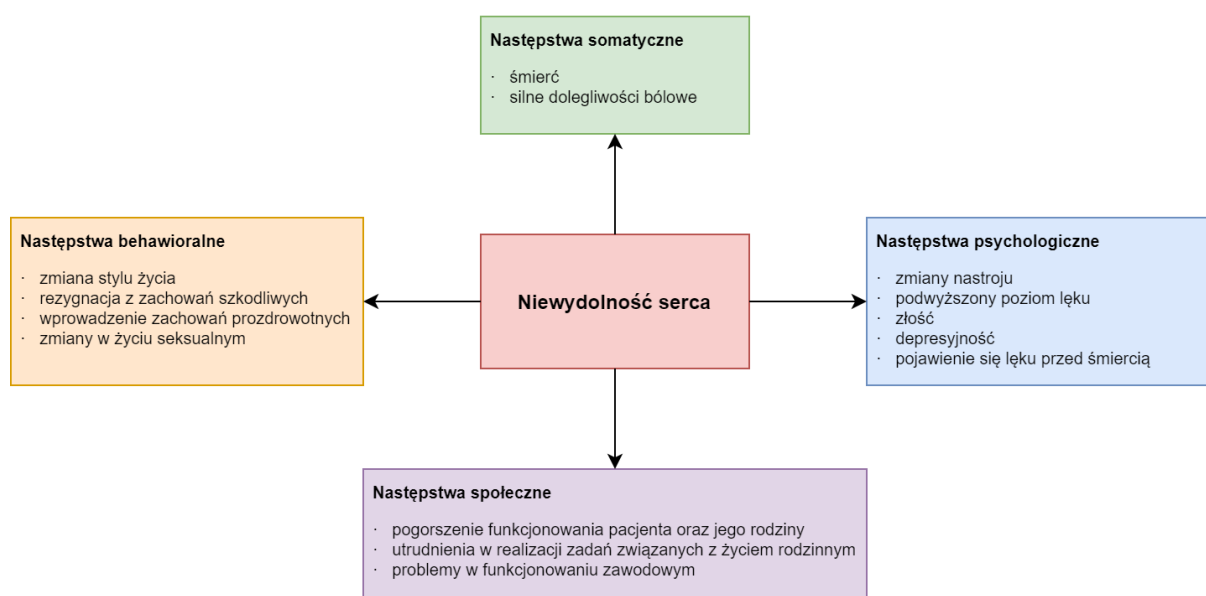 Następstwa somatyczne
· śmierć
· silne dolegliwości bólowe
Następstwa behawioralne
· zmiana stylu życia
· rezygnacja z zachowań szkodliwych
· wprowadzenie zachowań prozdrowotnych
· zmiany w życiu seksualnym
Niewydolność serca
Następstwa psychologiczne
· zmiany nastroju
· podwyższony poziom lęku
· złość
· depresyjność
· pojawienie się lęku przed śmiercią
Następstwa społeczne
· pogorszenie funkcjonowania pacjenta oraz jego rodziny
· utrudnienia w realizacji zadań związanych z życiem rodzinnym
· problemy w funkcjonowaniu zawodowym